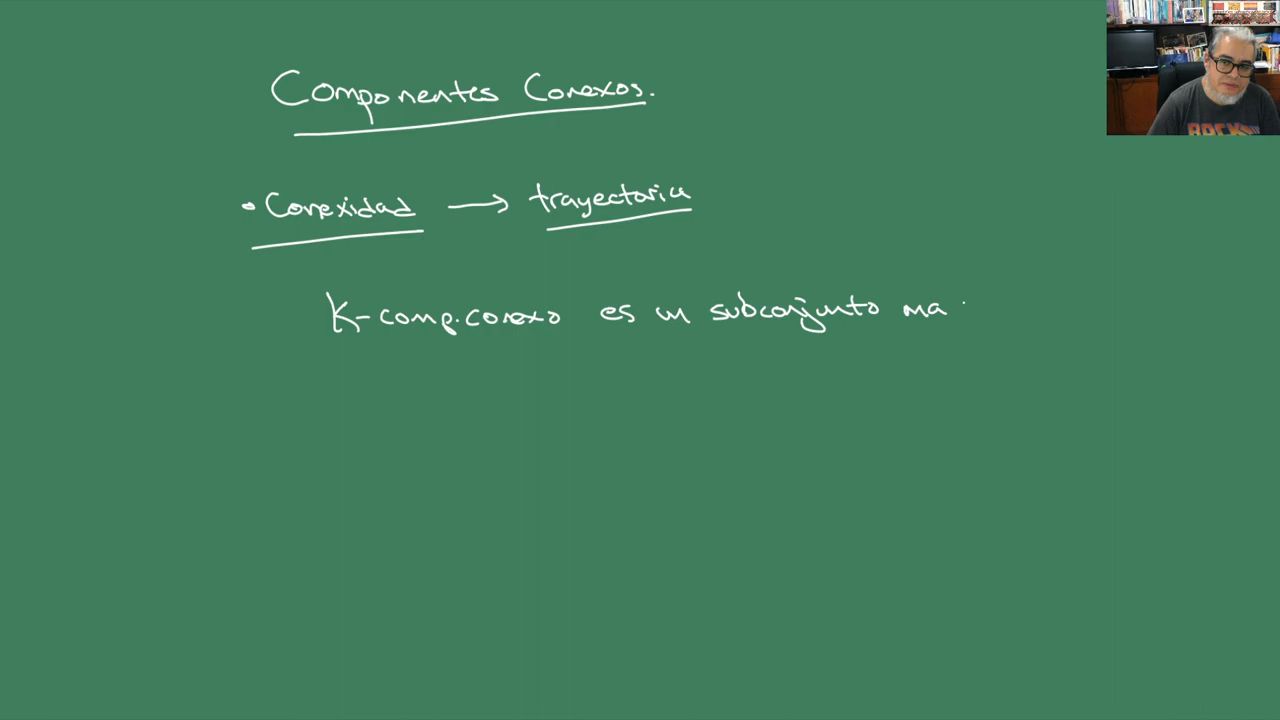 Componentes Conexos.
• Conexidad → trayectoria
K-comp.conexo es un subconjunto ma